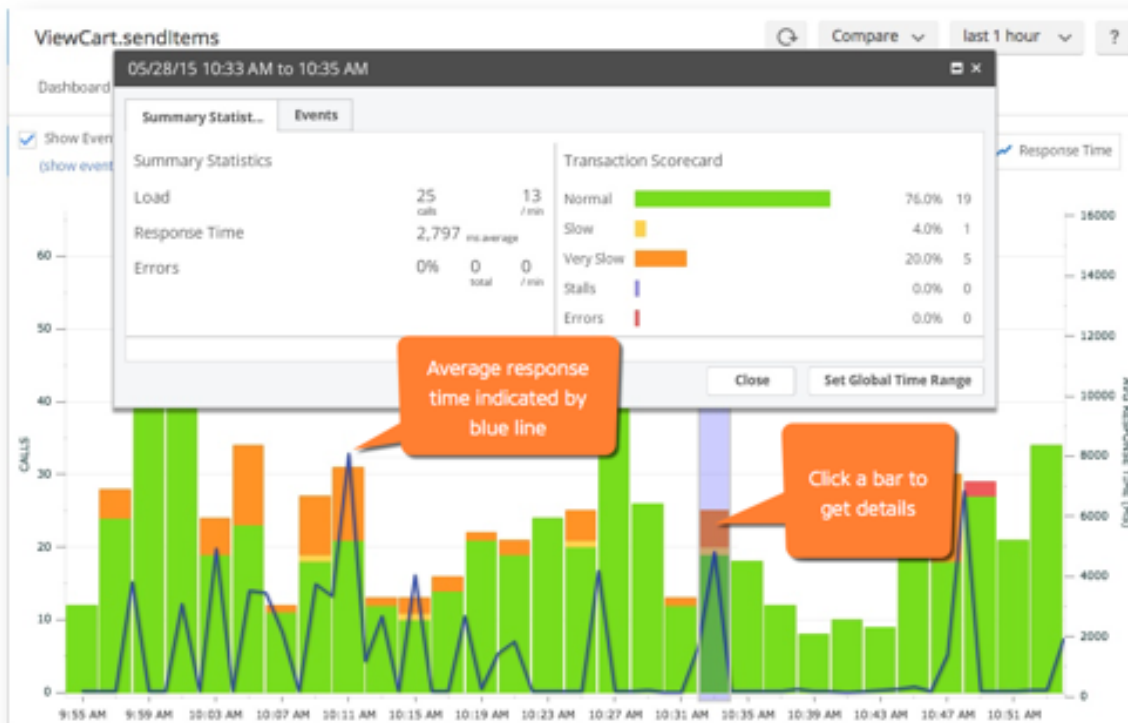 ViewCart.sendItems
Compare
last 1 hour
?
05/28/15 10:33 AM to 10:35 AM
Dashboard
Summary Statist...
Events
Show Even
(show event
Response Time
Summary Statistics
Load 25 calls 13 / min
Response Time 2,797 ms average
Errors 0% 0 total 0 / min
Transaction Scorecard
Normal 76.0% 19
Slow 4.0% 1
Very Slow 20.0% 5
Stalls 0.0% 0
Errors 0.0% 0
Close
Set Global Time Range
Average response
time indicated by
blue line
Click a bar to
get details
CALLS
60
50
40
30
20
10
0
16000
14000
12000
10000
8000
6000
4000
2000
0
AVG RESPONSE TIME (MS)
9:55 AM 9:59 AM 10:03 AM 10:07 AM 10:11 AM 10:15 AM 10:19 AM 10:23 AM 10:27 AM 10:31 AM 10:35 AM 10:39 AM 10:43 AM 10:47 AM 10:51 AM